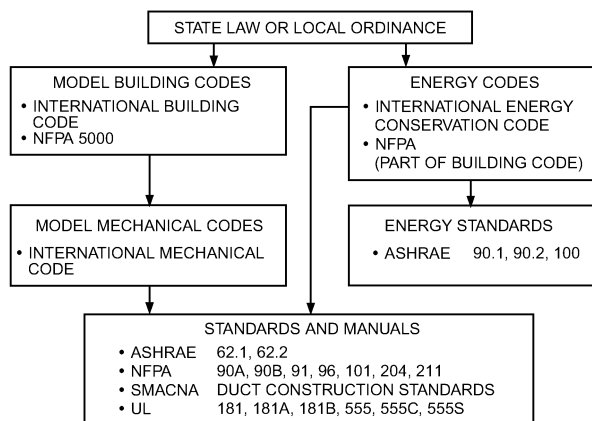 STATE LAW OR LOCAL ORDINANCE
MODEL BUILDING CODES
• INTERNATIONAL BUILDING
CODE
• NFPA 5000
ENERGY CODES
• INTERNATIONAL ENERGY
CONSERVATION CODE
• NFPA
(PART OF BUILDING CODE)
MODEL MECHANICAL CODES
• INTERNATIONAL MECHANICAL
CODE
ENERGY STANDARDS
• ASHRAE 90.1, 90.2, 100
STANDARDS AND MANUALS
• ASHRAE 62.1, 62.2
• NFPA 90A, 90B, 91, 96, 101, 204, 211
• SMACNA DUCT CONSTRUCTION STANDARDS
• UL 181, 181A, 181B, 555, 555C, 555S